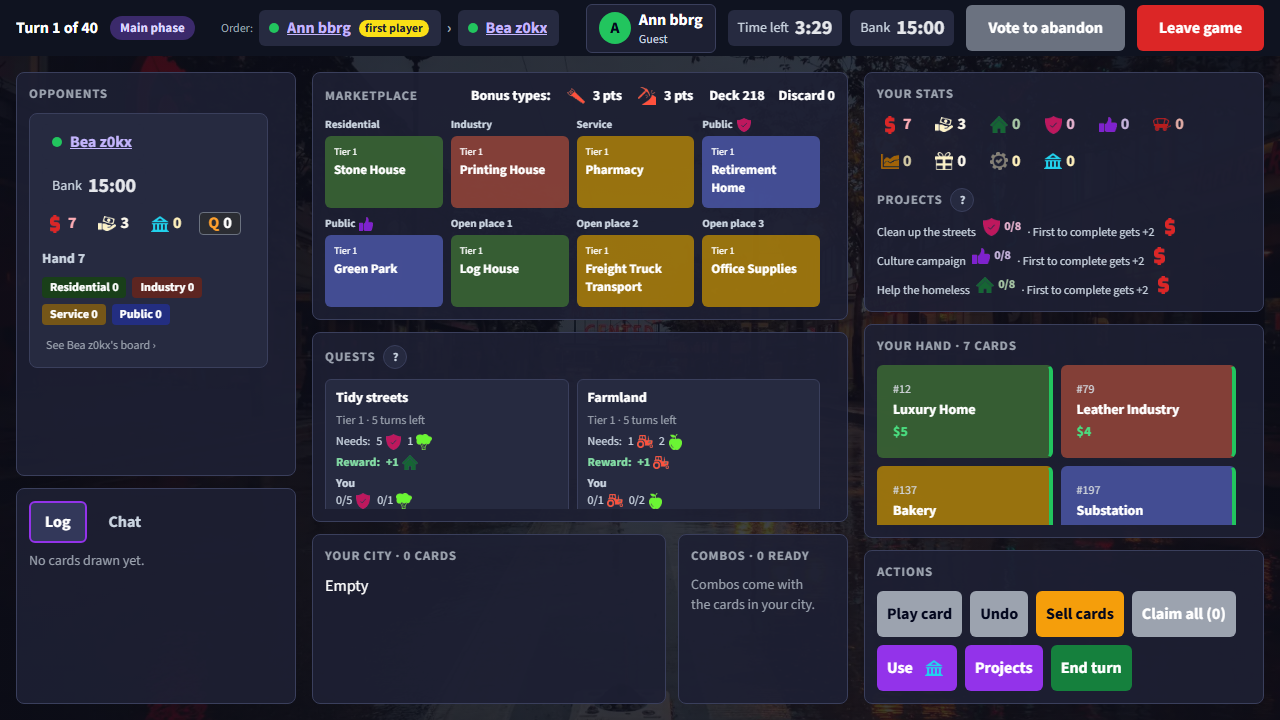 Turn 1 of 40
Main phase
Order:
Ann bbrg first player › Bea z0kx
A
Ann bbrg
Guest
Time left 3:29
Bank 15:00
Vote to abandon
Leave game
OPPONENTS
Bea z0kx
Bank 15:00
7 3 0 Q 0
Hand 7
Residential 0 Industry 0
Service 0 Public 0
See Bea z0kx's board ›
Log Chat
No cards drawn yet.
MARKETPLACE Bonus types: 3 pts 3 pts Deck 218 Discard 0
Residential Industry Service Public
Tier 1
Stone House
Tier 1
Printing House
Tier 1
Pharmacy
Tier 1
Retirement
Home
Public Open place 1 Open place 2 Open place 3
Tier 1
Green Park
Tier 1
Log House
Tier 1
Freight Truck
Transport
Tier 1
Office Supplies
QUESTS ?
Tidy streets
Tier 1 · 5 turns left
Needs: 5 1
Reward: +1
You
0/5 0/1
Farmland
Tier 1 · 5 turns left
Needs: 1 2
Reward: +1
You
0/1 0/2
YOUR CITY · 0 CARDS
Empty
COMBOS · 0 READY
Combos come with
the cards in your city.
YOUR STATS
$ 7 3 0 0 0 0
0 0 0 0
PROJECTS ?
Clean up the streets 0/8 · First to complete gets +2 $
Culture campaign 0/8 · First to complete gets +2 $
Help the homeless 0/8 · First to complete gets +2 $
YOUR HAND · 7 CARDS
#12
Luxury Home
$5
#79
Leather Industry
$4
#137
Bakery
#197
Substation
ACTIONS
Play card Undo Sell cards Claim all (0)
Use Projects End turn